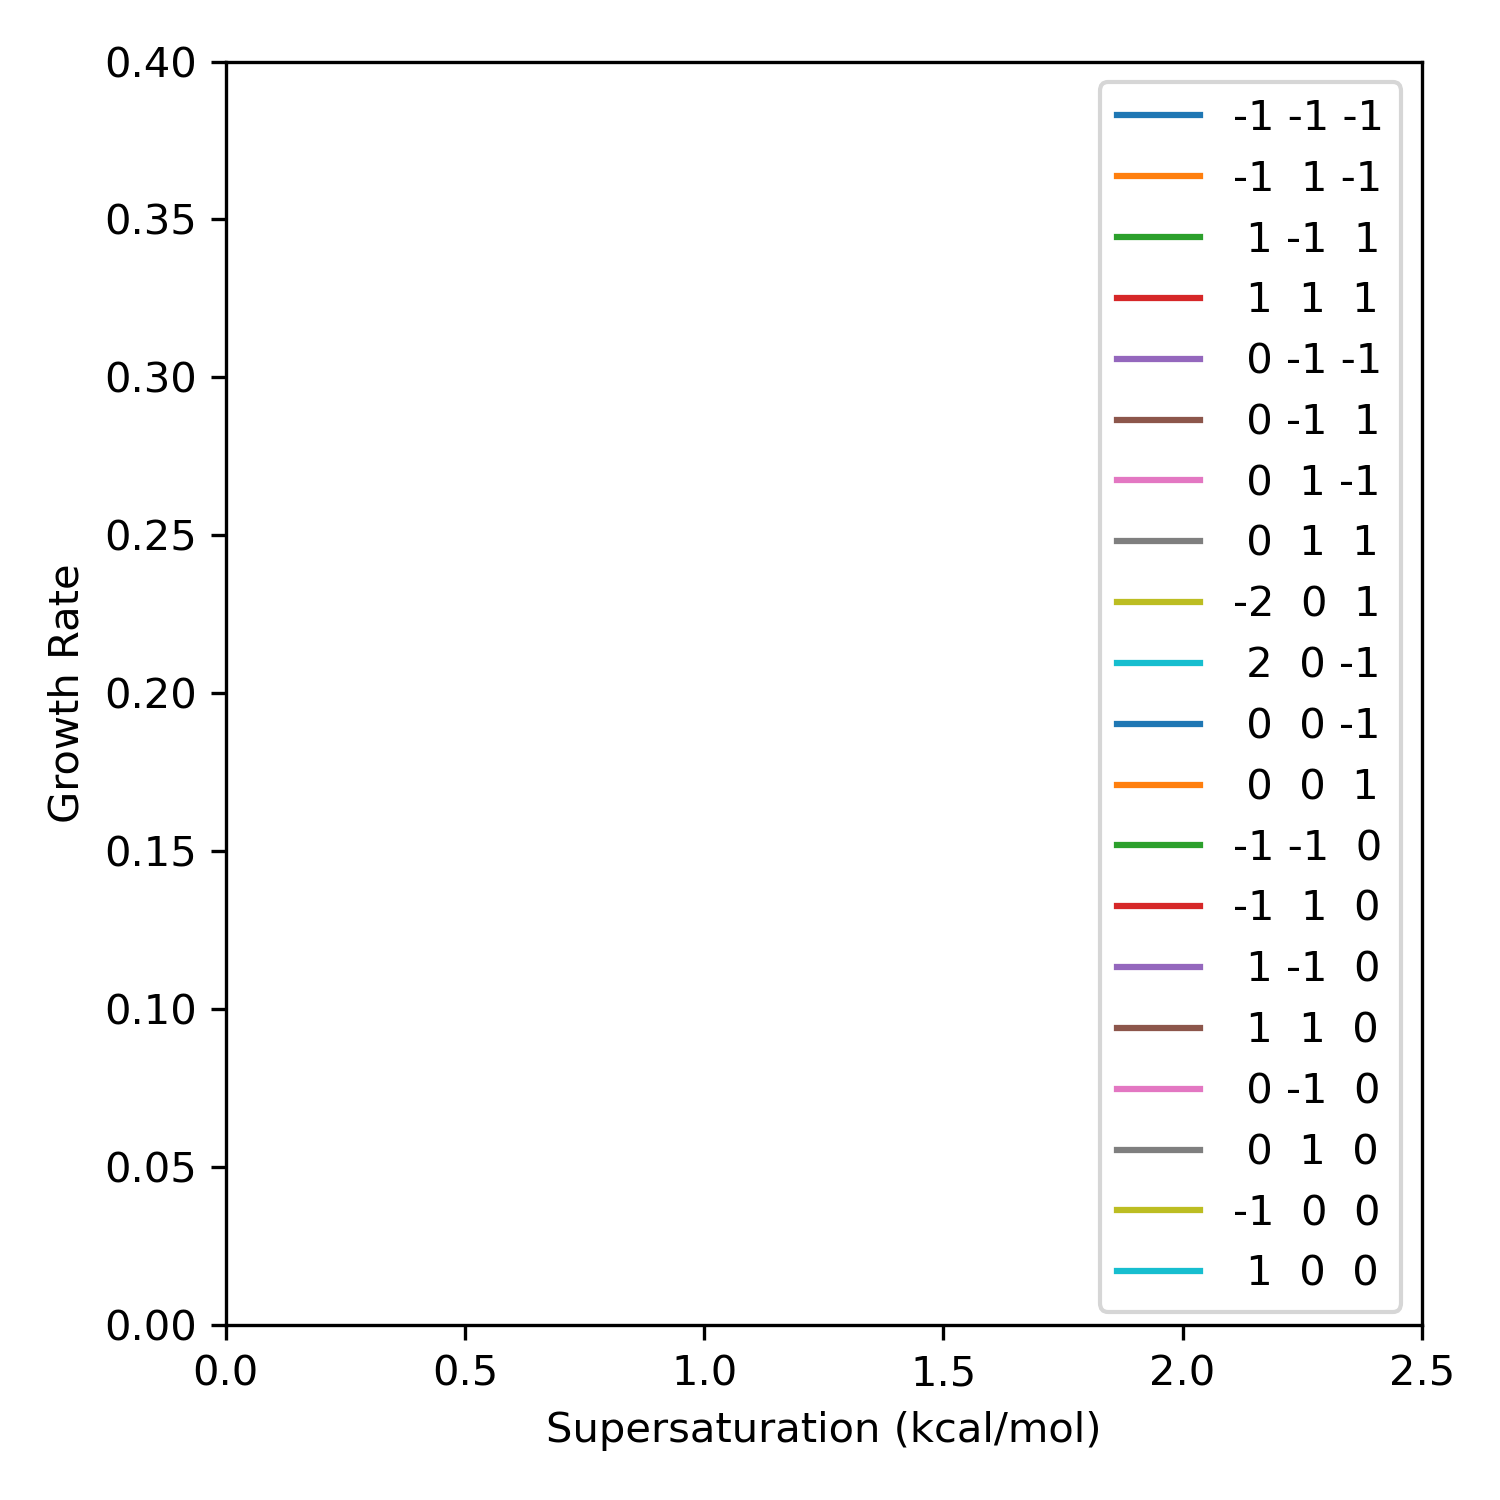 0.40
0.35
0.30
0.25
0.20
0.15
0.10
0.05
0.00
Growth Rate
0.0 0.5 1.0 1.5 2.0 2.5
Supersaturation (kcal/mol)
-1 -1 -1
-1 1 -1
1 -1 1
1 1 1
0 -1 -1
0 -1 1
0 1 -1
0 1 1
-2 0 1
2 0 -1
0 0 -1
0 0 1
-1 -1 0
-1 1 0
1 -1 0
1 1 0
0 -1 0
0 1 0
-1 0 0
1 0 0